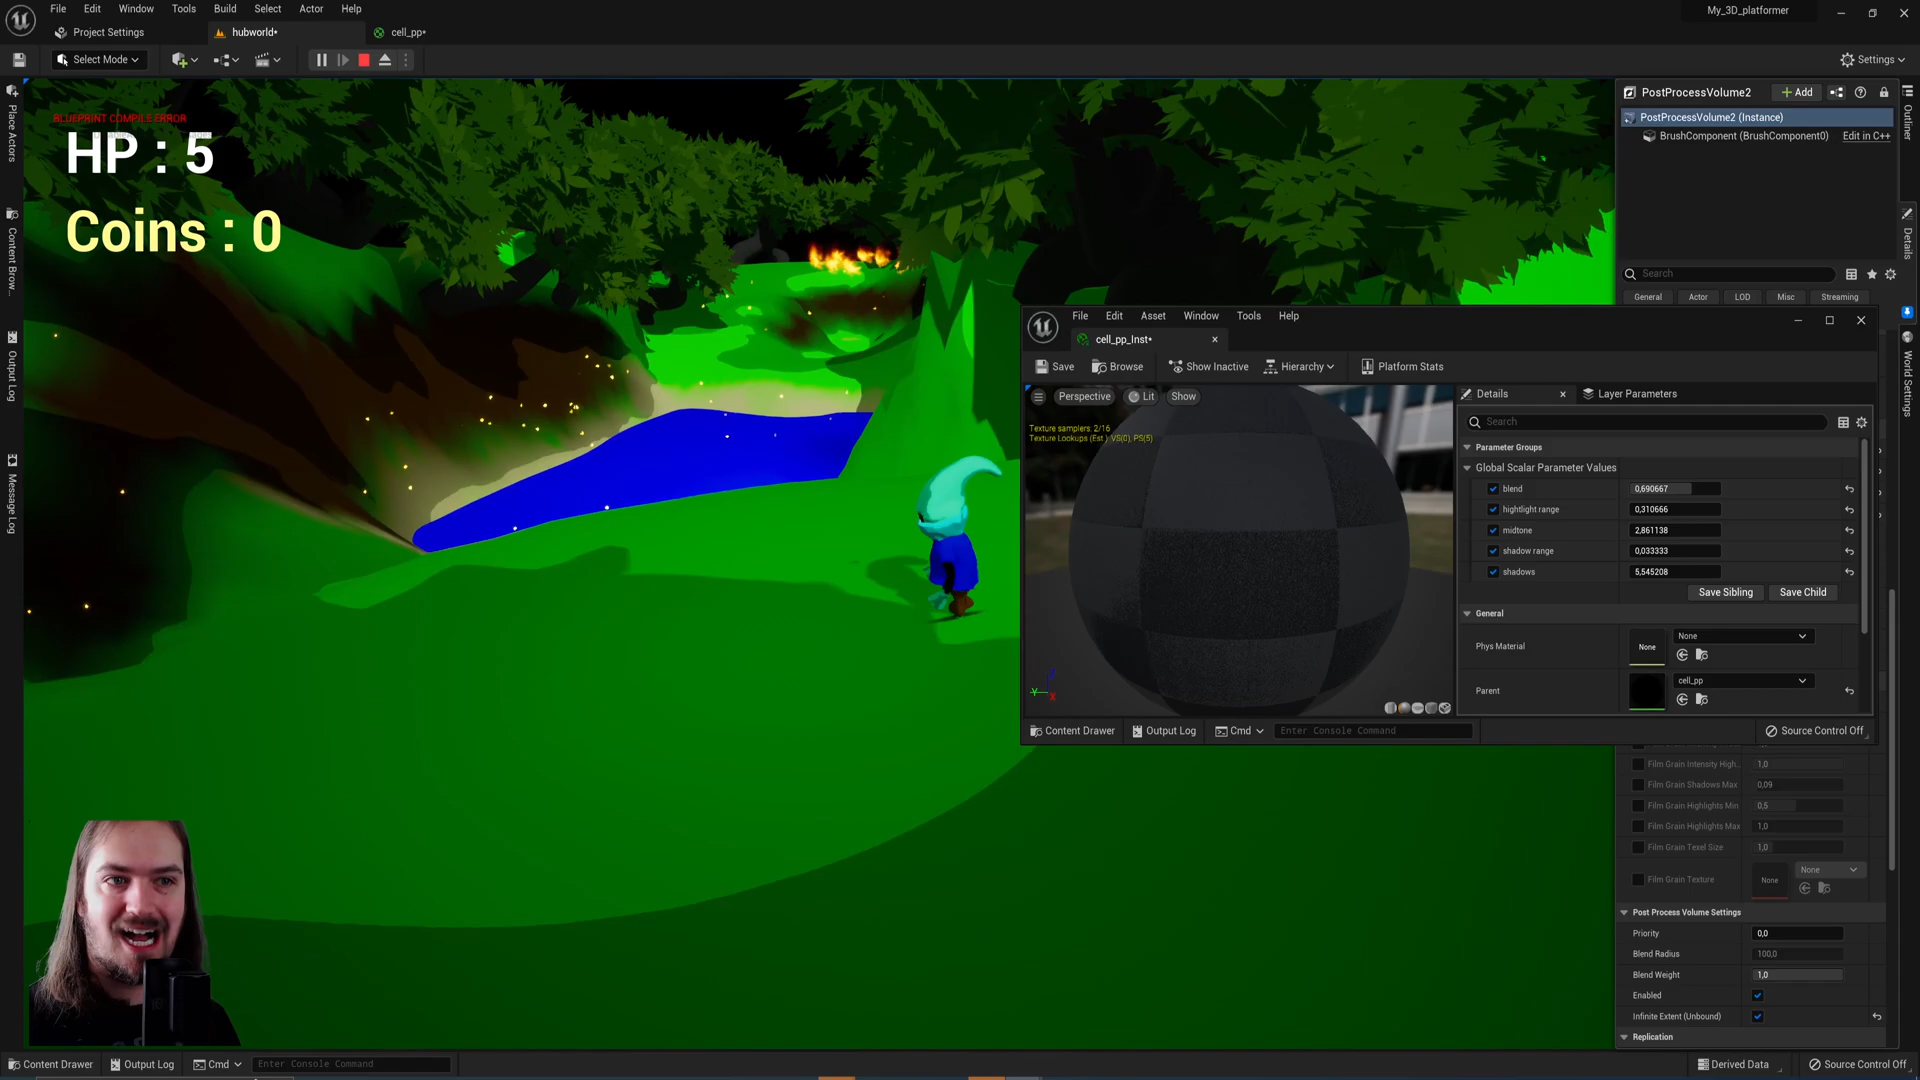 File Edit Window Tools Build Select Actor Help
My_3D_platformer
Project Settings
hubworld*
cell_pp*
Select Mode
Settings
Place Actors
Content Brow...
Output Log
Message Log
BLUEPRINT COMPILE ERROR
HP : 5
Coins : 0
PostProcessVolume2
Add
PostProcessVolume2 (Instance)
BrushComponent (BrushComponent0) Edit in C++
Search
General Actor LOD Misc Streaming
Outliner
Details
World Settings
File Edit Asset Window Tools Help
cell_pp_Inst*
Save Browse Show Inactive Hierarchy Platform Stats
Perspective Lit Show
Texture samplers: 2/16
Texture Lookups (Est.): VS(0), PS(5)
Y
X
Details
Layer Parameters
Search
Parameter Groups
Global Scalar Parameter Values
blend 0,690667
hightlight range 0,310666
midtone 2,861138
shadow range 0,033333
shadows 5,545208
Save Sibling Save Child
General
Phys Material None None
Parent cell_pp
Content Drawer Output Log Cmd Enter Console Command Source Control Off
Film Grain Intensity High.. 1,0
Film Grain Shadows Max 0,09
Film Grain Highlights Min 0,5
Film Grain Highlights Max 1,0
Film Grain Texel Size 1,0
Film Grain Texture None None
Post Process Volume Settings
Priority 0,0
Blend Radius 100,0
Blend Weight 1,0
Enabled
Infinite Extent (Unbound)
Replication
Content Drawer Output Log Cmd Enter Console Command Derived Data Source Control Off